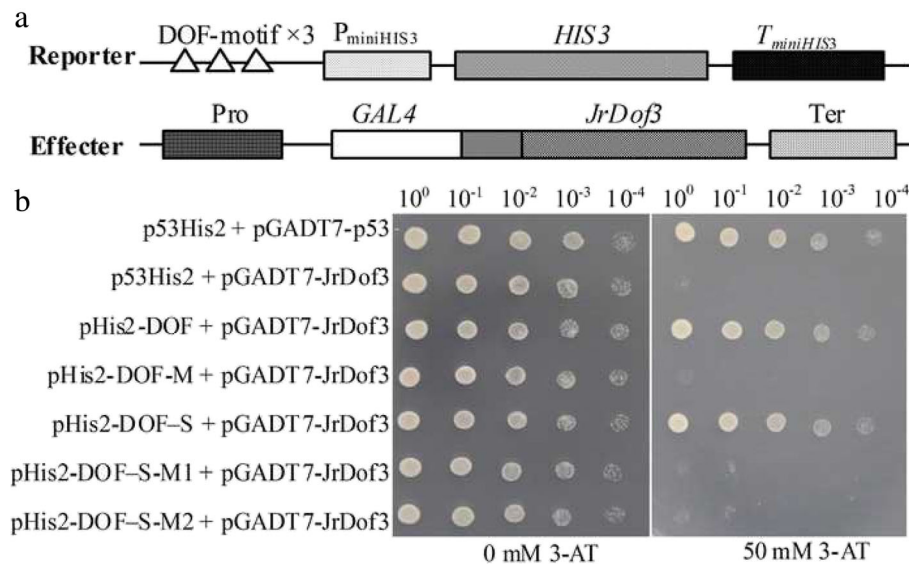 a
DOF-motif ×3 PminiHIS3 HIS3 TminiHIS3
Reporter
Pro GAL4 JrDof3 Ter
Effecter
b
10⁰ 10⁻¹ 10⁻² 10⁻³ 10⁻⁴ 10⁰ 10⁻¹ 10⁻² 10⁻³ 10⁻⁴
p53His2 + pGADT7-p53
p53His2 + pGADT7-JrDof3
pHis2-DOF + pGADT7-JrDof3
pHis2-DOF-M + pGADT7-JrDof3
pHis2-DOF–S + pGADT7-JrDof3
pHis2-DOF–S-M1 + pGADT7-JrDof3
pHis2-DOF–S-M2 + pGADT7-JrDof3
0 mM 3-AT 50 mM 3-AT